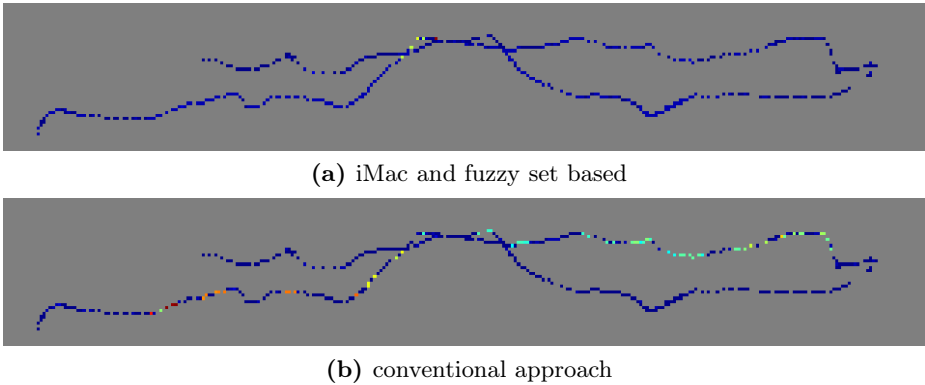 (a) iMac and fuzzy set based
(b) conventional approach